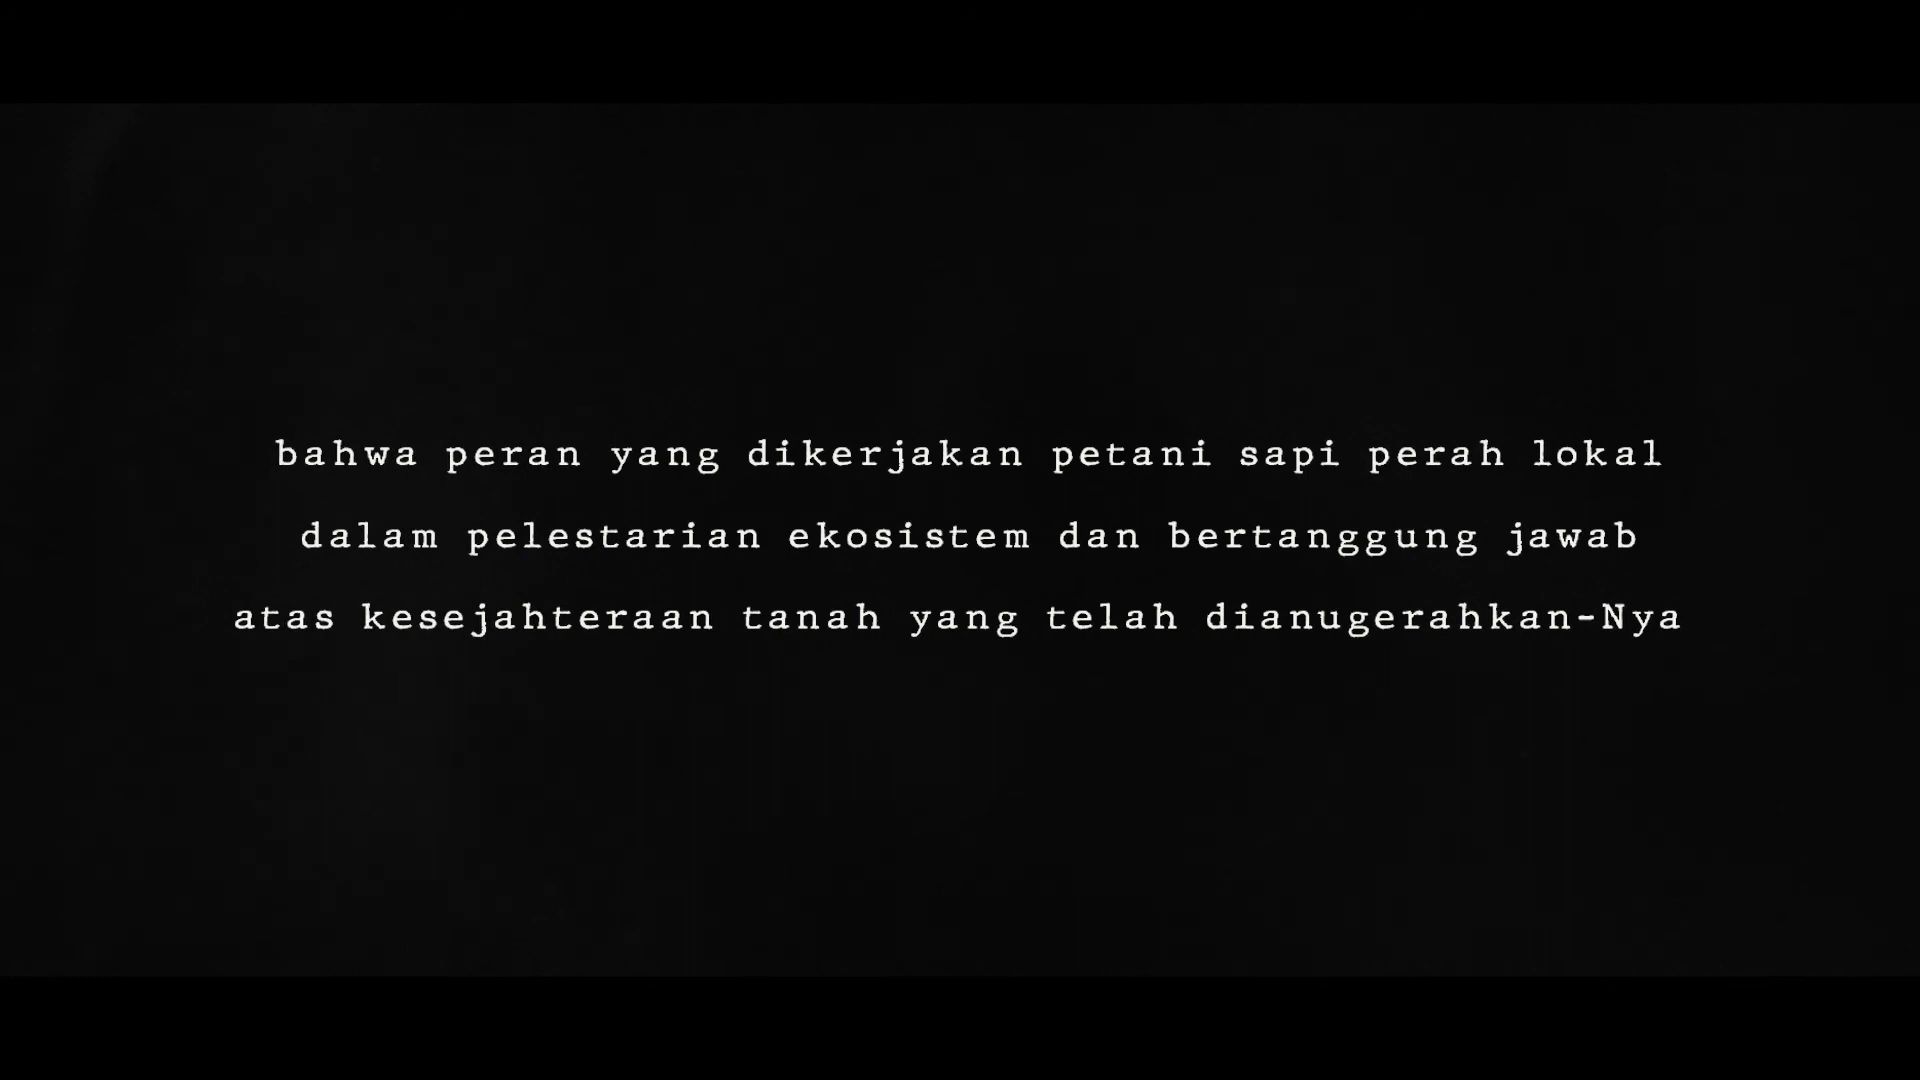 bahwa peran yang dikerjakan petani sapi perah lokal
dalam pelestarian ekosistem dan bertanggung jawab
atas kesejahteraan tanah yang telah dianugerahkan-Nya